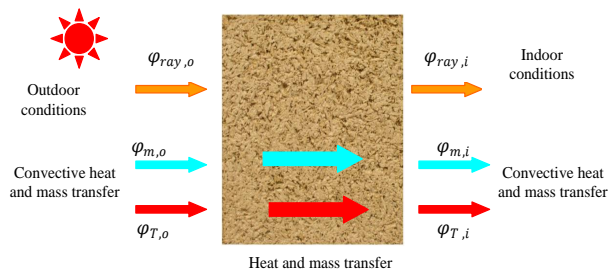 φray,o
φray,i
Outdoor
conditions
Indoor
conditions
φm,o
φm,i
Convective heat
and mass transfer
Convective heat
and mass transfer
φT,o
φT,i
Heat and mass transfer